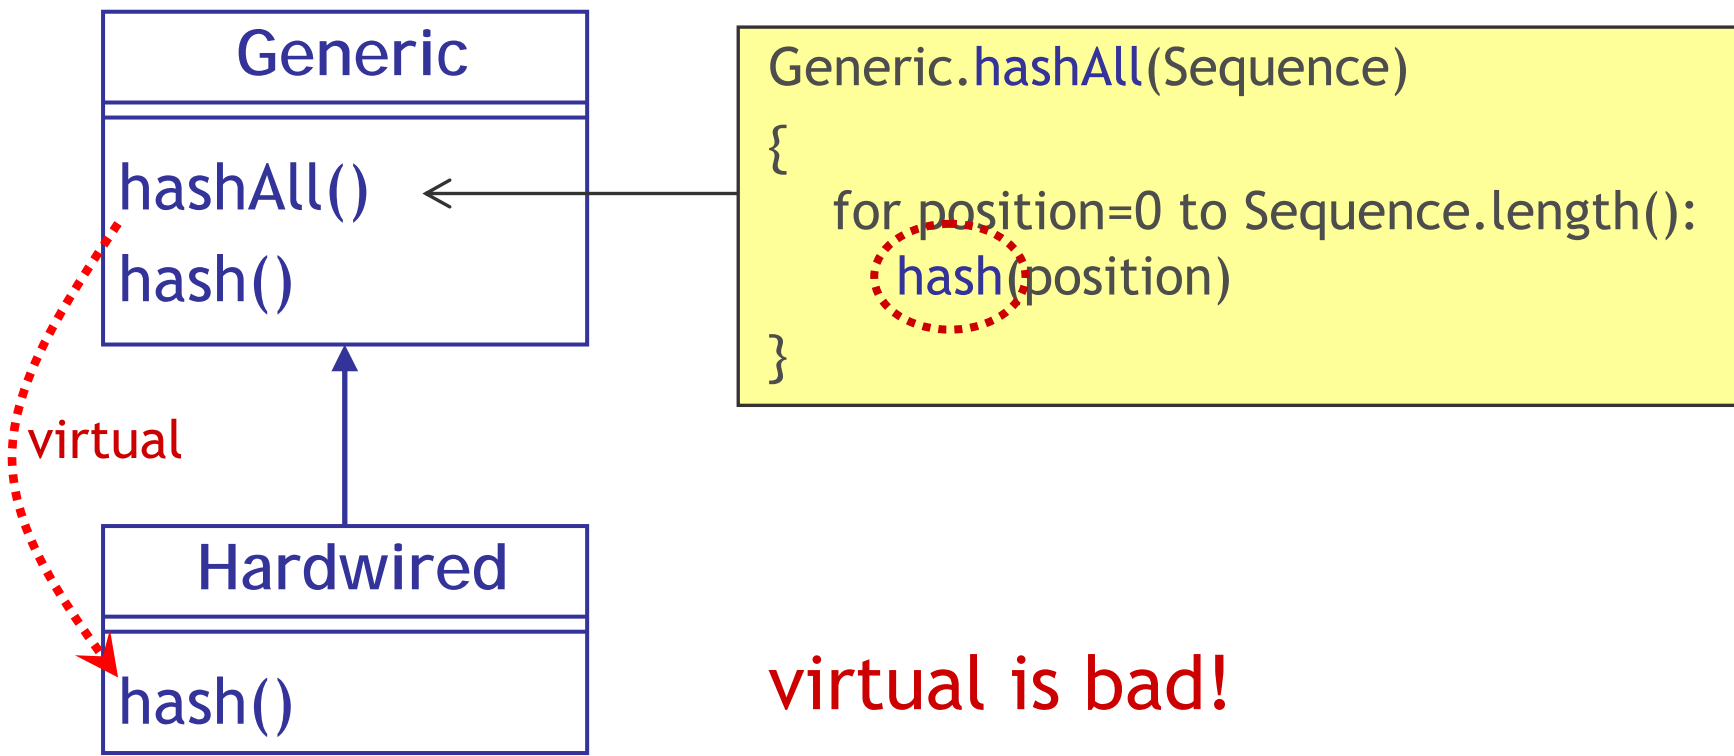 Generic
hashAll()
hash()
virtual
Hardwired
hash()
Generic.hashAll(Sequence)
{
for position=0 to Sequence.length():
hash(position)
}
virtual is bad!